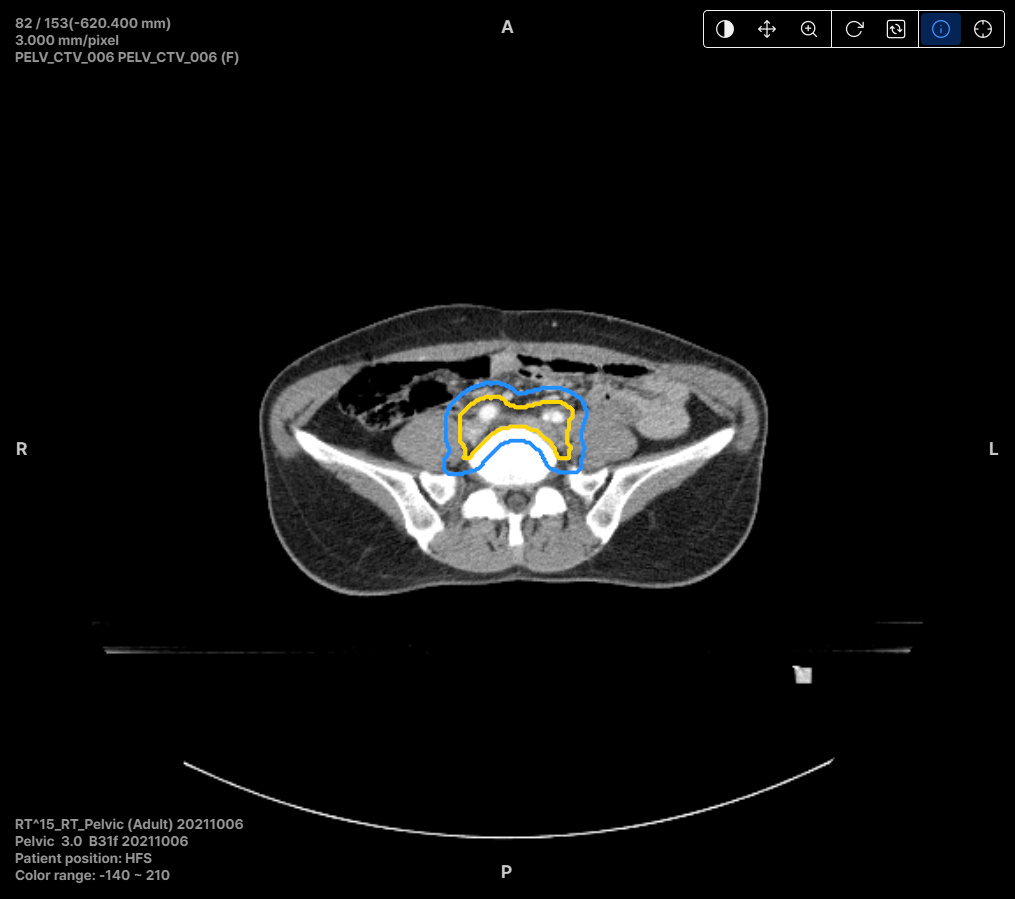 82 / 153(-620.400 mm)
3.000 mm/pixel
PELV_CTV_006 PELV_CTV_006 (F)
A
R
L
RT^15_RT_Pelvic (Adult) 20211006
Pelvic  3.0  B31f 20211006
Patient position: HFS
Color range: -140 ~ 210
P